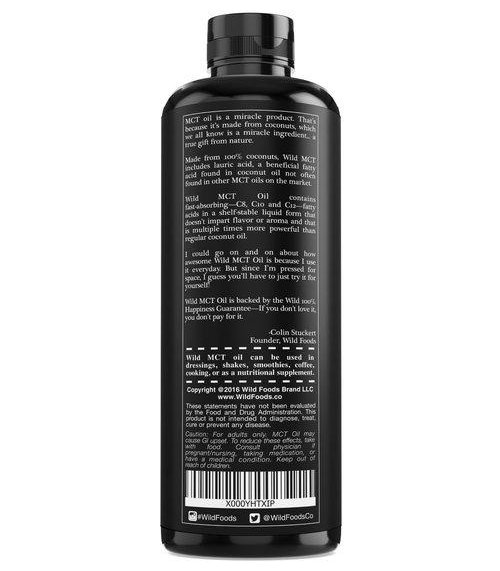 MCT oil is a miracle product. That's
because it's made from coconuts, which
we all know is a miracle ingredient.. a
true gift from nature.
Made from 100% coconuts, Wild MCT
includes lauric acid, a beneficial fatty
acid found in coconut oil not often
found in other MCT oils on the market.
Wild MCT Oil contains
fast-absorbing—C8, C10 and C12—fatty
acids in a shelf-stable liquid form that
doesn't impart flavor or aroma and that
is multiple times more powerful than
regular coconut oil.
I could go on and on about how
awesome Wild MCT Oil is because I use
it everyday. But since I'm pressed for
space, I guess you'll have to just try it for
yourself!
Wild MCT Oil is backed by the Wild 100%
Happiness Guarantee—If you don't love it,
you don't pay for it.
-Colin Stuckert
Founder, Wild Foods
Wild MCT oil can be used in
dressings, shakes, smoothies, coffee,
cooking, or as a nutritional supplement.
Copyright @2016 Wild Foods Brand LLC
www.WildFoods.co
These statements have not been evaluated
by the Food and Drug Administration. This
product is not intended to diagnose, treat,
cure or prevent any disease.
Caution: For adults only. MCT Oil may
cause GI upset. To reduce these effects, take
with food. Consult physician if
pregnant/nursing, taking medication, or
have a medical condition. Keep out of
reach of children.
X000YHTXIP
#WildFoods @WildFoodsCo